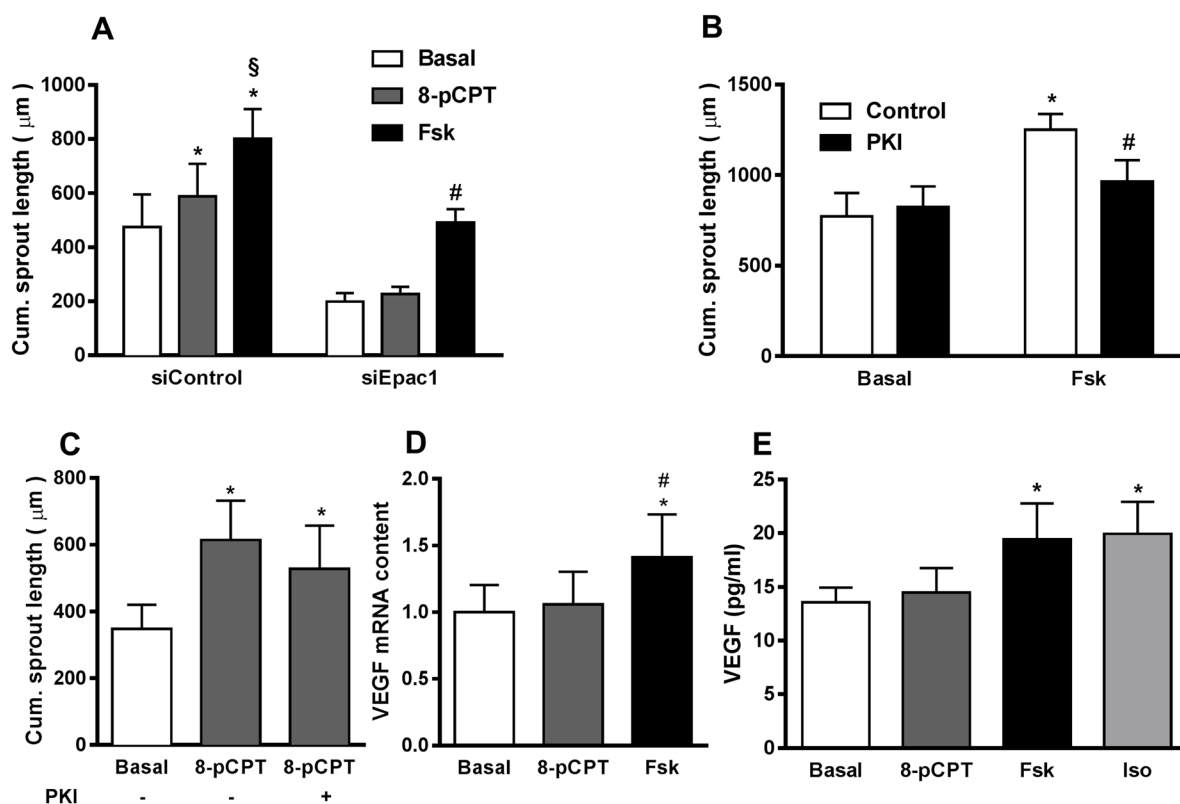 A
Basal
8-pCPT
Fsk
Cum. sprout length ( μm )
1000
800
600
400
200
0
§
*
*
#
siControl
siEpac1
B
Control
PKI
Cum. sprout length ( μm )
1500
1000
500
0
*
#
Basal
Fsk
C
Cum. sprout length ( μm )
800
600
400
200
0
*
*
Basal
8-pCPT
8-pCPT
PKI
-
-
+
D
VEGF mRNA content
2.0
1.5
1.0
0.5
0.0
#
*
Basal
8-pCPT
Fsk
E
VEGF (pg/ml)
25
20
15
10
5
0
*
*
Basal
8-pCPT
Fsk
Iso